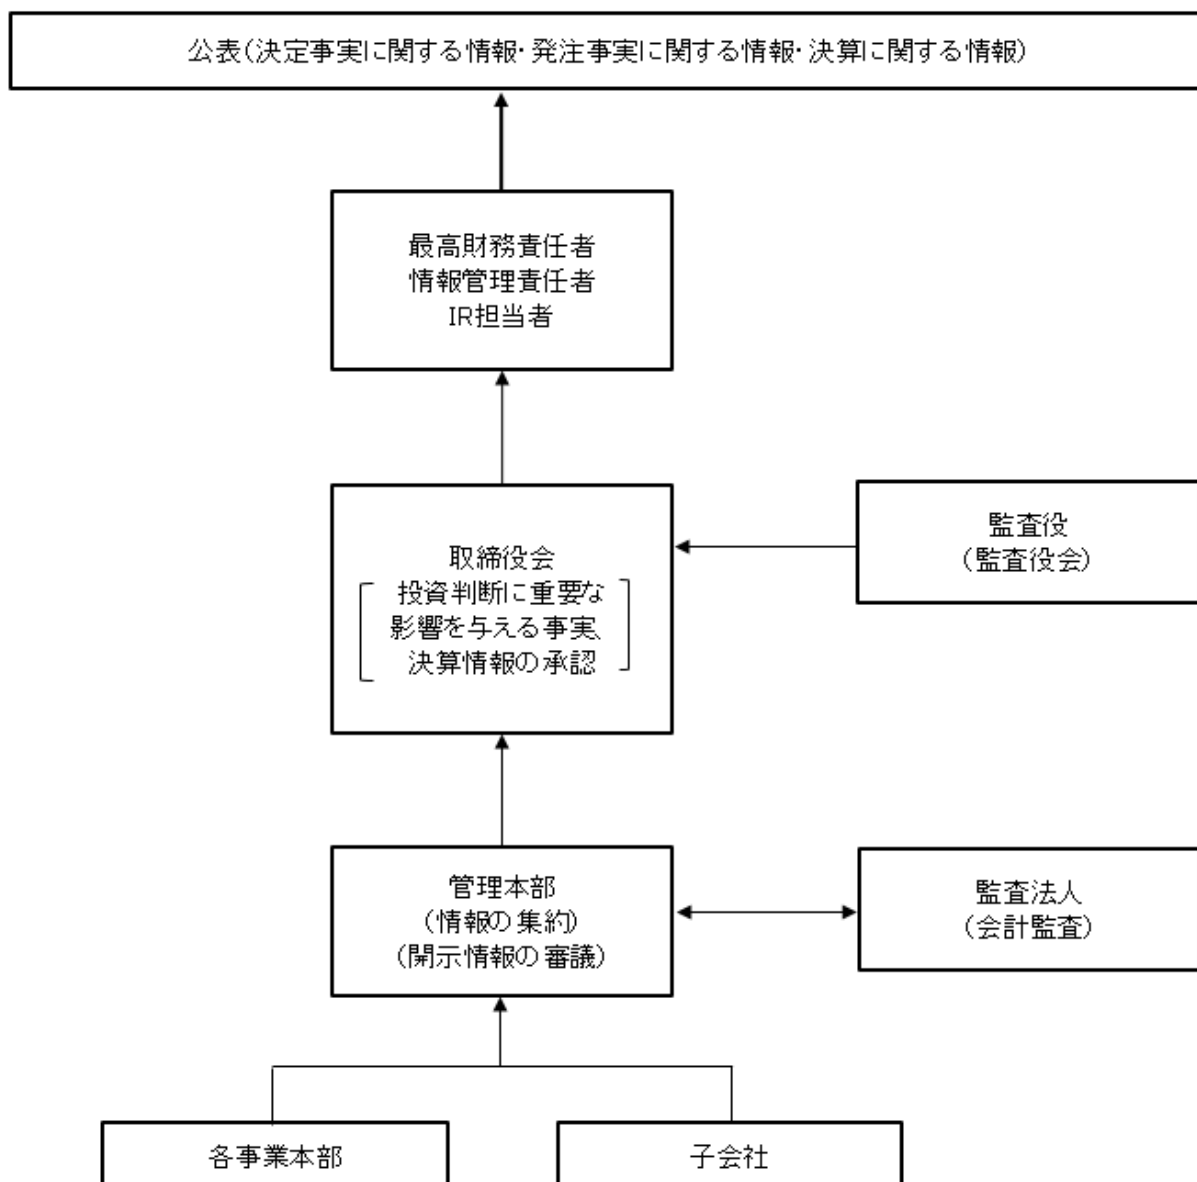 公表(決定事実に関する情報・発注事実に関する情報・決算に関する情報)
最高財務責任者
情報管理責任者
IR担当者
監査役
(監査役会)
取締役会
投資判断に重要な
影響を与える事実、
決算情報の承認
管理本部
(情報の集約)
(開示情報の審議)
監査法人
(会計監査)
各事業本部
子会社